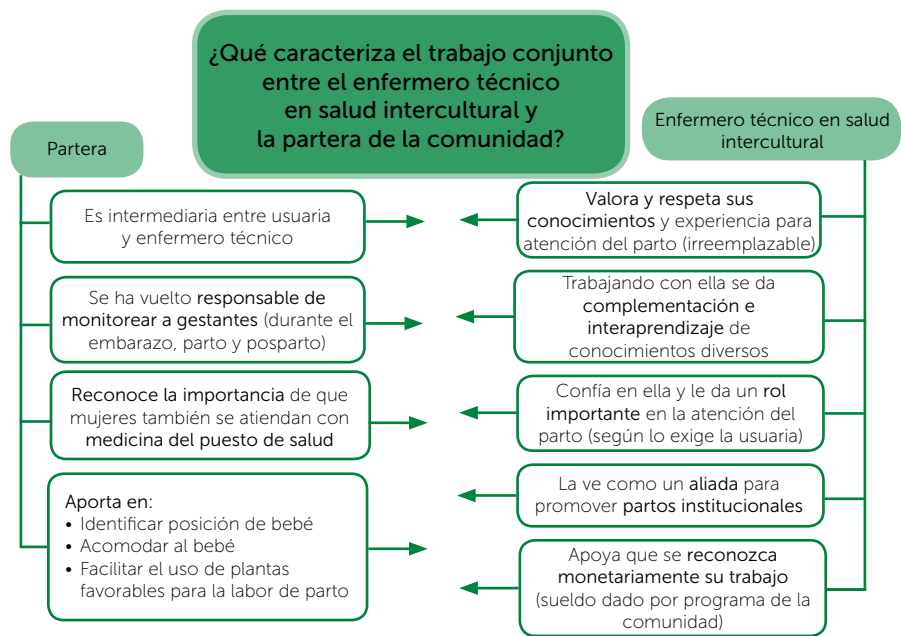 ¿Qué caracteriza el trabajo conjunto
entre el enfermero técnico
en salud intercultural y
la partera de la comunidad?
Partera
Es intermediaria entre usuaria
y enfermero técnico
Se ha vuelto responsable de
monitorear a gestantes (durante el
embarazo, parto y posparto)
Reconoce la importancia de que
mujeres también se atiendan con
medicina del puesto de salud
Aporta en:
• Identificar posición de bebé
• Acomodar al bebé
• Facilitar el uso de plantas
favorables para la labor de parto
Enfermero técnico en salud
intercultural
Valora y respeta sus
conocimientos y experiencia para
atención del parto (irreemplazable)
Trabajando con ella se da
complementación e
interaprendizaje de
conocimientos diversos
Confía en ella y le da un rol
importante en la atención del
parto (según lo exige la usuaria)
La ve como un aliada para
promover partos institucionales
Apoya que se reconozca
monetariamente su trabajo
(sueldo dado por programa de la
comunidad)